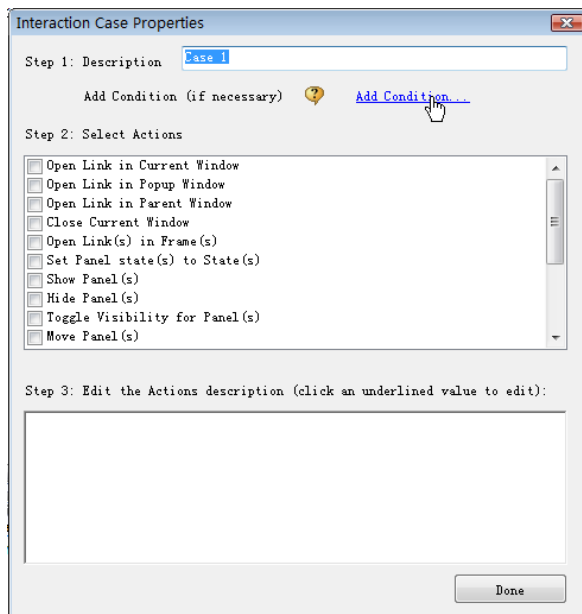 Interaction Case Properties
Step 1: Description Case 1
Add Condition (if necessary) ? Add Condition...
Step 2: Select Actions
Open Link in Current Window
Open Link in Popup Window
Open Link in Parent Window
Close Current Window
Open Link(s) in Frame(s)
Set Panel state(s) to State(s)
Show Panel(s)
Hide Panel(s)
Toggle Visibility for Panel(s)
Move Panel(s)
Step 3: Edit the Actions description (click an underlined value to edit):
Done